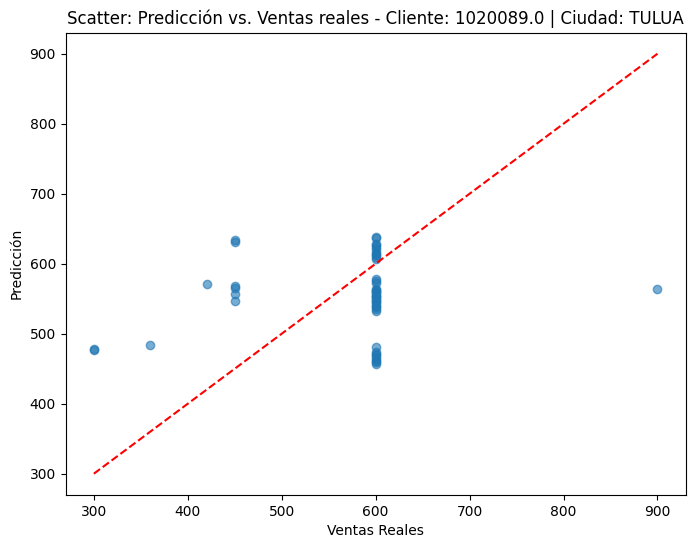 Scatter: Predicción vs. Ventas reales - Cliente: 1020089.0 | Ciudad: TULUA
900
800
700
600
500
400
300
Predicción
300 400 500 600 700 800 900
Ventas Reales